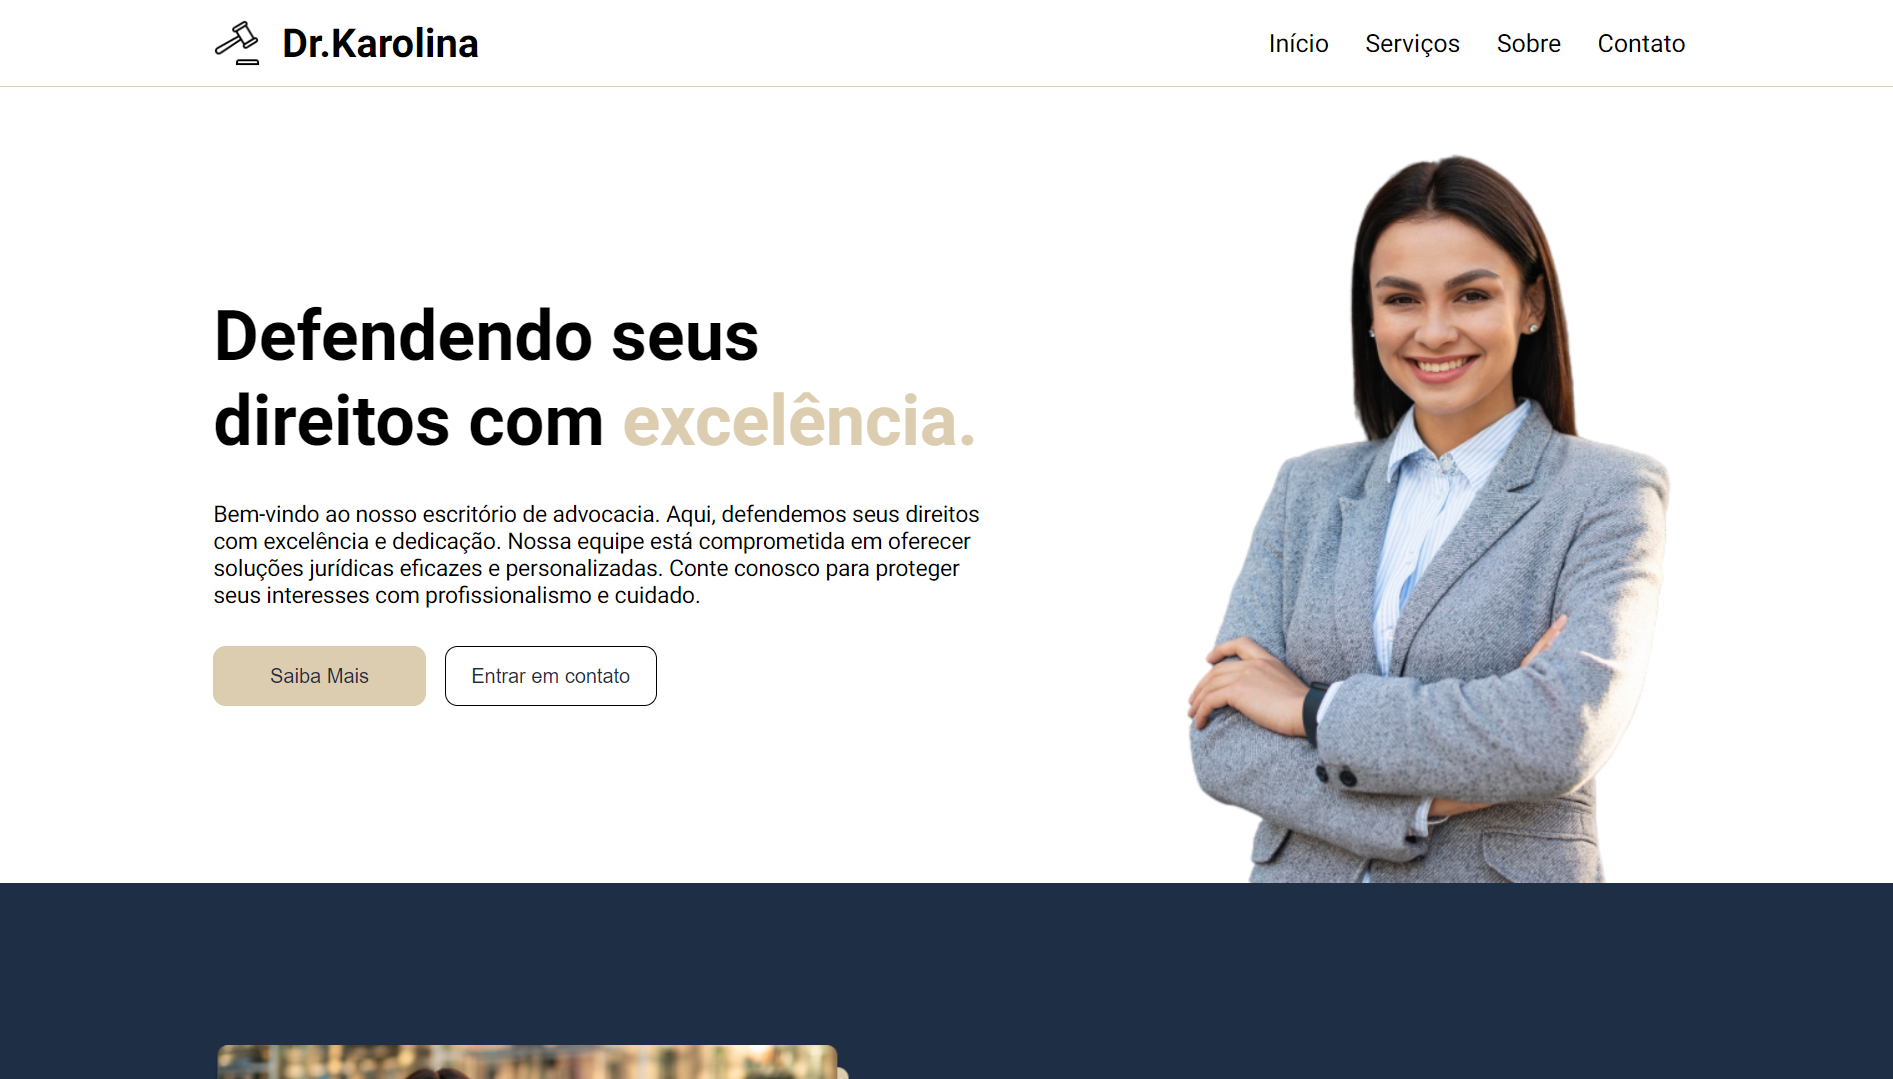 Dr.Karolina
Início
Serviços
Sobre
Contato
Defendendo seus
direitos com excelência.
Bem-vindo ao nosso escritório de advocacia. Aqui, defendemos seus direitos
com excelência e dedicação. Nossa equipe está comprometida em oferecer
soluções jurídicas eficazes e personalizadas. Conte conosco para proteger
seus interesses com profissionalismo e cuidado.
Saiba Mais
Entrar em contato